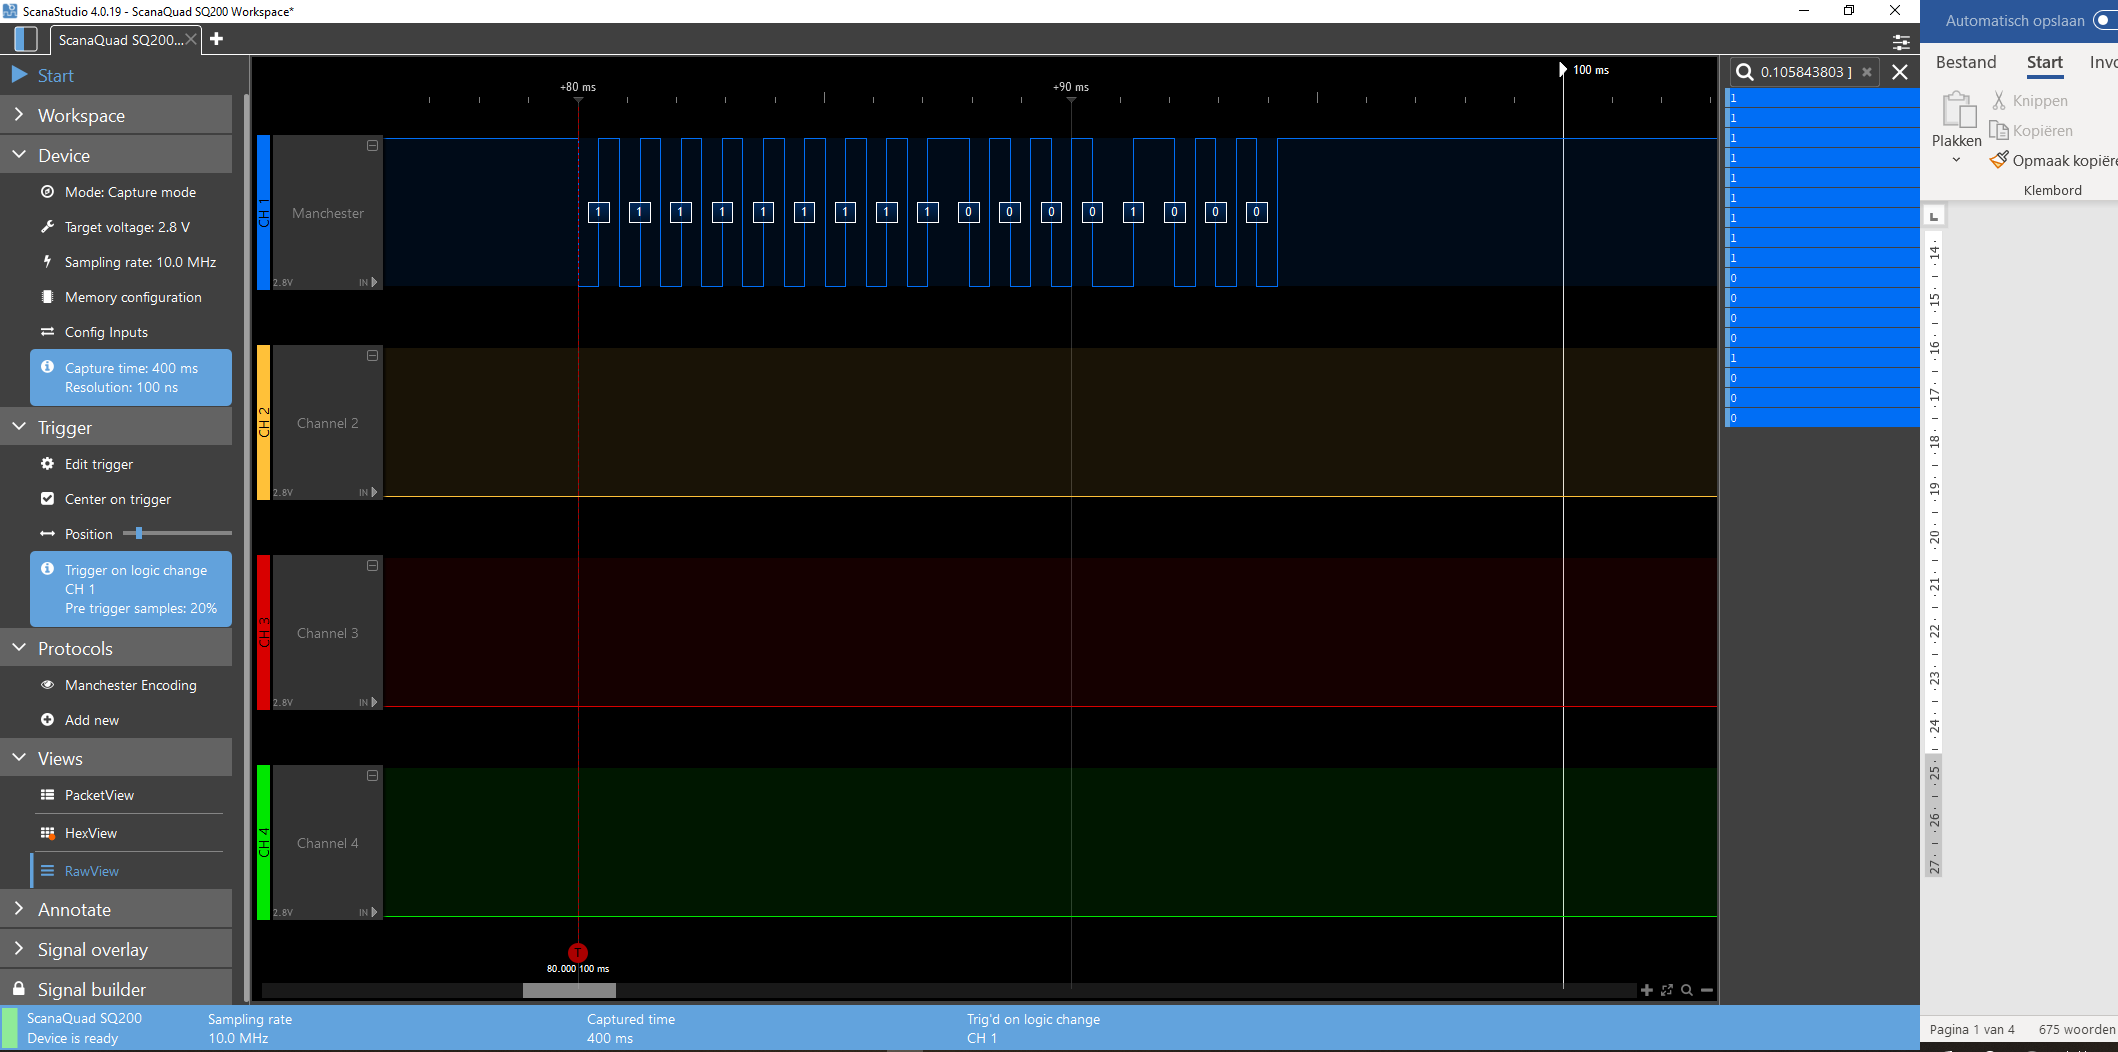 ScanaStudio 4.0.19 - ScanaQuad SQ200 Workspace*
ScanaQuad SQ200...
Start
Workspace
Device
Mode: Capture mode
Target voltage: 2.8 V
Sampling rate: 10.0 MHz
Memory configuration
Config Inputs
Capture time: 400 ms
Resolution: 100 ns
Trigger
Edit trigger
Center on trigger
Position
Trigger on logic change
CH 1
Pre trigger samples: 20%
Protocols
Manchester Encoding
Add new
Views
PacketView
HexView
RawView
Annotate
Signal overlay
Signal builder
+80 ms
+90 ms
100 ms
CH 1
Manchester
2.8V IN
1 1 1 1 1 1 1 1 1 0 0 0 0 1 0 0 0
CH 2
Channel 2
2.8V IN
CH 3
Channel 3
2.8V IN
CH 4
Channel 4
2.8V IN
T
80.000 100 ms
0.105843803 ]
1
1
1
1
1
1
1
1
1
0
0
0
0
1
0
0
0
ScanaQuad SQ200
Device is ready
Sampling rate
10.0 MHz
Captured time
400 ms
Trig'd on logic change
CH 1
Automatisch opslaan
Bestand Start Invo
Plakken
Knippen
Kopiëren
Opmaak kopiëre
Klembord
L
14
15
16
17
18
19
20
21
22
23
24
25
26
27
Pagina 1 van 4 675 woorden